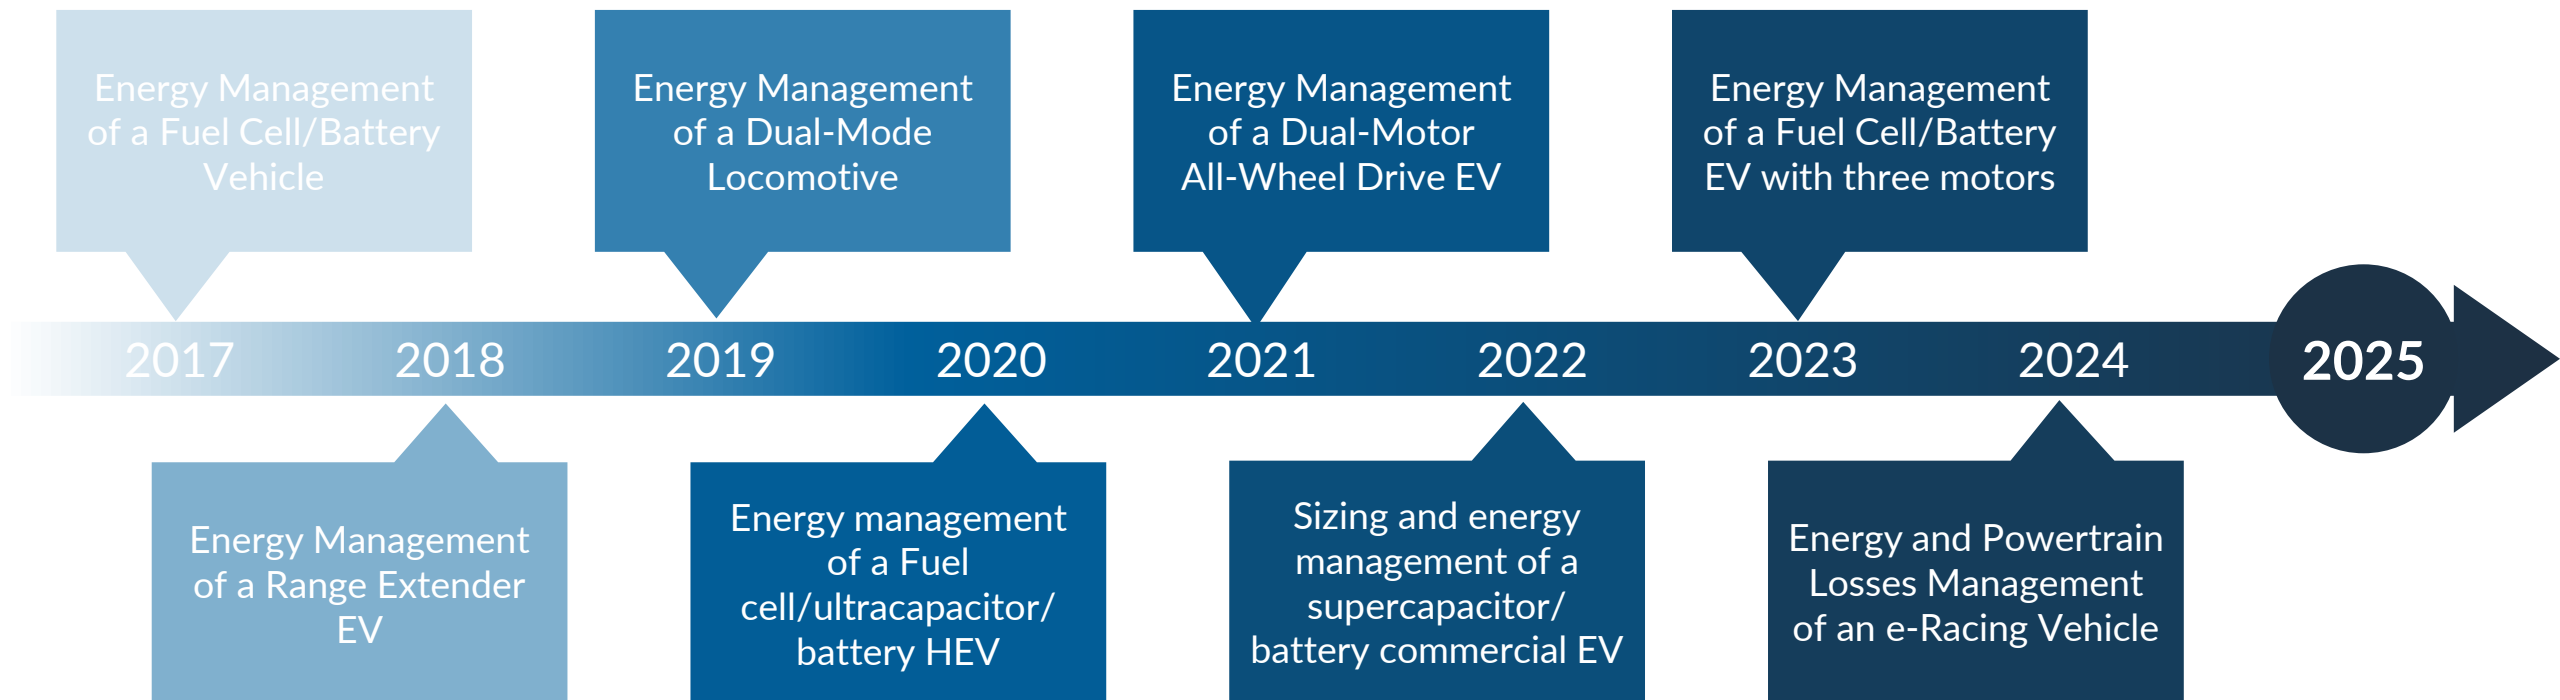 Energy Management
of a Fuel Cell/Battery
Vehicle
Energy Management
of a Dual-Mode
Locomotive
Energy Management
of a Dual-Motor
All-Wheel Drive EV
Energy Management
of a Fuel Cell/Battery
EV with three motors
2017 2018 2019 2020 2021 2022 2023 2024 2025
Energy Management
of a Range Extender
EV
Energy management
of a Fuel
cell/ultracapacitor/
battery HEV
Sizing and energy
management of a
supercapacitor/
battery commercial EV
Energy and Powertrain
Losses Management
of an e-Racing Vehicle